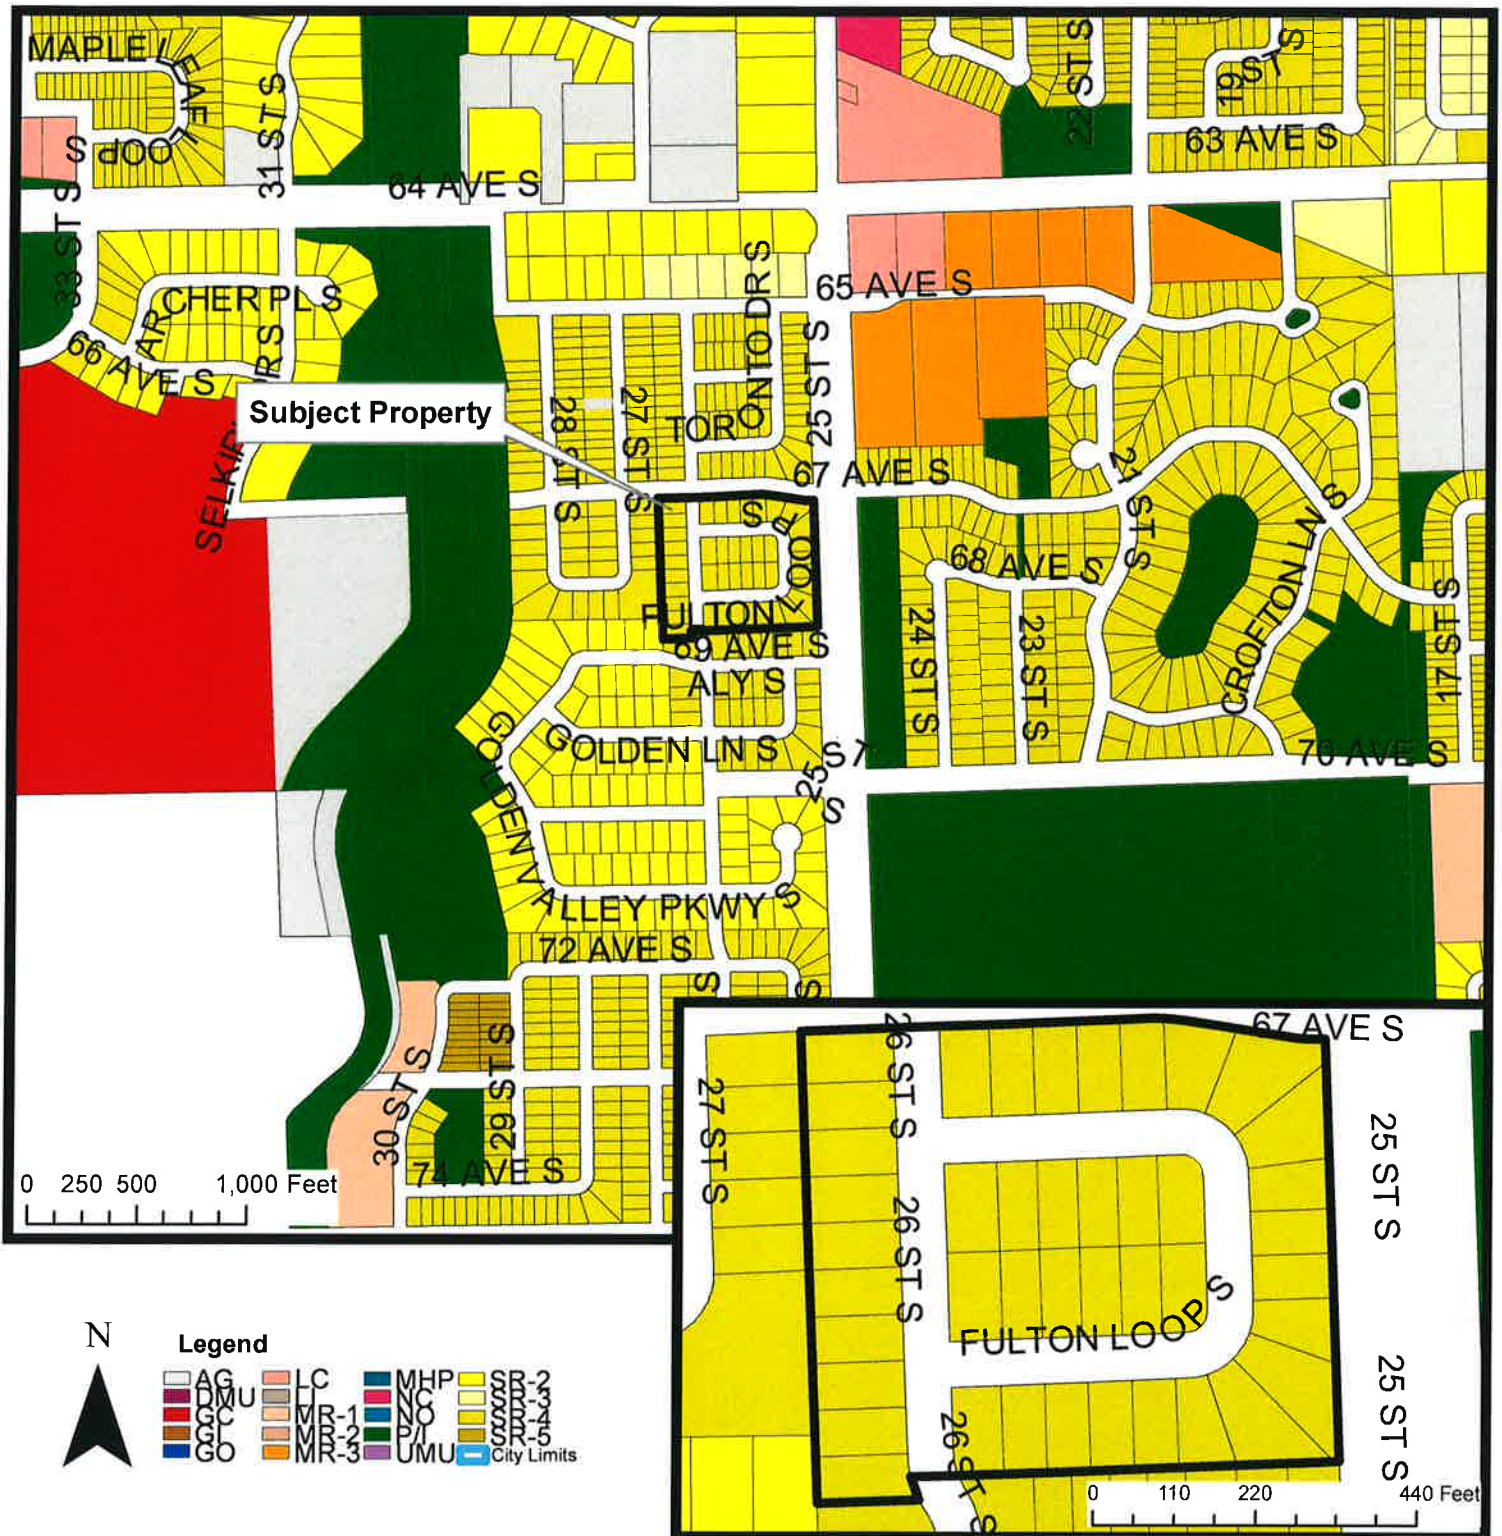 MAPLE LEAF LOOP S
31 ST S
22 ST S
19 ST S
63 AVE S
64 AVE S
33 ST S
ARCHER PL S
66 AVE S
65 AVE S
TORONTO DR S
25 ST S
Subject Property
28 ST S
27 ST S
67 AVE S
21 ST S
FULTON LOOP S
68 AVE S
CROFTON LN S
24 ST S
23 ST S
17 ST S
69 AVE S
ALY S
GOLDEN LN S
25 ST S
70 AVE S
GOLDEN VALLEY PKWY S
72 AVE S
S
S
29 ST S
30 ST S
74 AVE S
0 250 500 1,000 Feet
67 AVE S
26 ST S
27 ST S
25 ST S
26 ST S
FULTON LOOP S
25 ST S
26 ST S
0 110 220 440 Feet
N
Legend
AG
DMU
GC
GI
GO
LC
LI
MR-1
MR-2
MR-3
MHP
NC
NO
P/I
UMU
SR-2
SR-3
SR-4
SR-5
City Limits